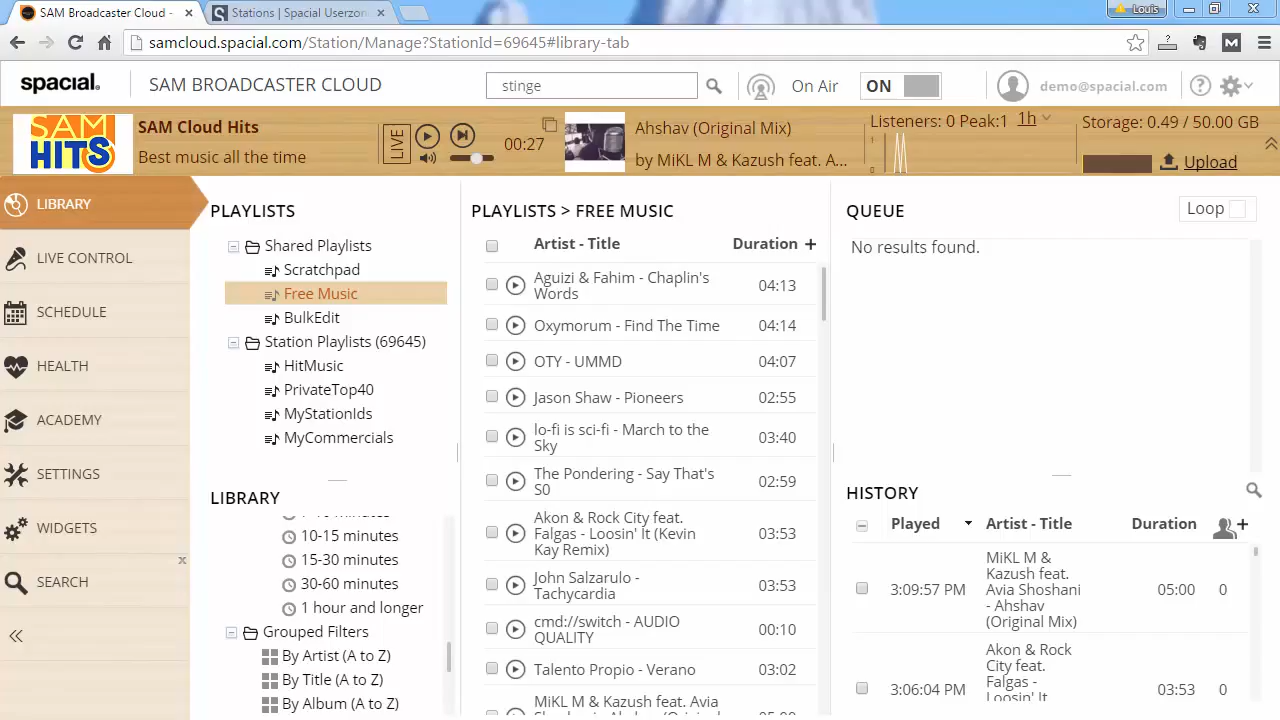 SAM Broadcaster Cloud -
Stations | Spacial Userzon
Louis
samcloud.spacial.com/Station/Manage?StationId=69645#library-tab
spacial.
SAM BROADCASTER CLOUD
stinge
On Air
ON
demo@spacial.com
SAM
HITS
SAM Cloud Hits
Best music all the time
LIVE
00:27
Ahshav (Original Mix)
by MiKL M & Kazush feat. A...
Listeners: 0 Peak:1
1h
1
0
Storage: 0.49 / 50.00 GB
Upload
LIBRARY
LIVE CONTROL
SCHEDULE
HEALTH
ACADEMY
SETTINGS
WIDGETS
SEARCH
PLAYLISTS
Shared Playlists
Scratchpad
Free Music
BulkEdit
Station Playlists (69645)
HitMusic
PrivateTop40
MyStationIds
MyCommercials
LIBRARY
10-15 minutes
15-30 minutes
30-60 minutes
1 hour and longer
Grouped Filters
By Artist (A to Z)
By Title (A to Z)
By Album (A to Z)
PLAYLISTS > FREE MUSIC
Artist - Title Duration +
Aguizi & Fahim - Chaplin's
Words
04:13
Oxymorum - Find The Time 04:14
OTY - UMMD 04:07
Jason Shaw - Pioneers 02:55
lo-fi is sci-fi - March to the
Sky
03:40
The Pondering - Say That's
S0
02:59
Akon & Rock City feat.
Falgas - Loosin' It (Kevin
Kay Remix)
03:53
John Salzarulo -
Tachycardia
03:53
cmd://switch - AUDIO
QUALITY
00:10
Talento Propio - Verano 03:02
MiKL M & Kazush feat. Avia
QUEUE
Loop
No results found.
HISTORY
Played Artist - Title Duration +
3:09:57 PM
MiKL M &
Kazush feat.
Avia Shoshani
- Ahshav
(Original Mix)
05:00 0
3:06:04 PM
Akon & Rock
City feat.
Falgas -
Loosin' It
03:53 0